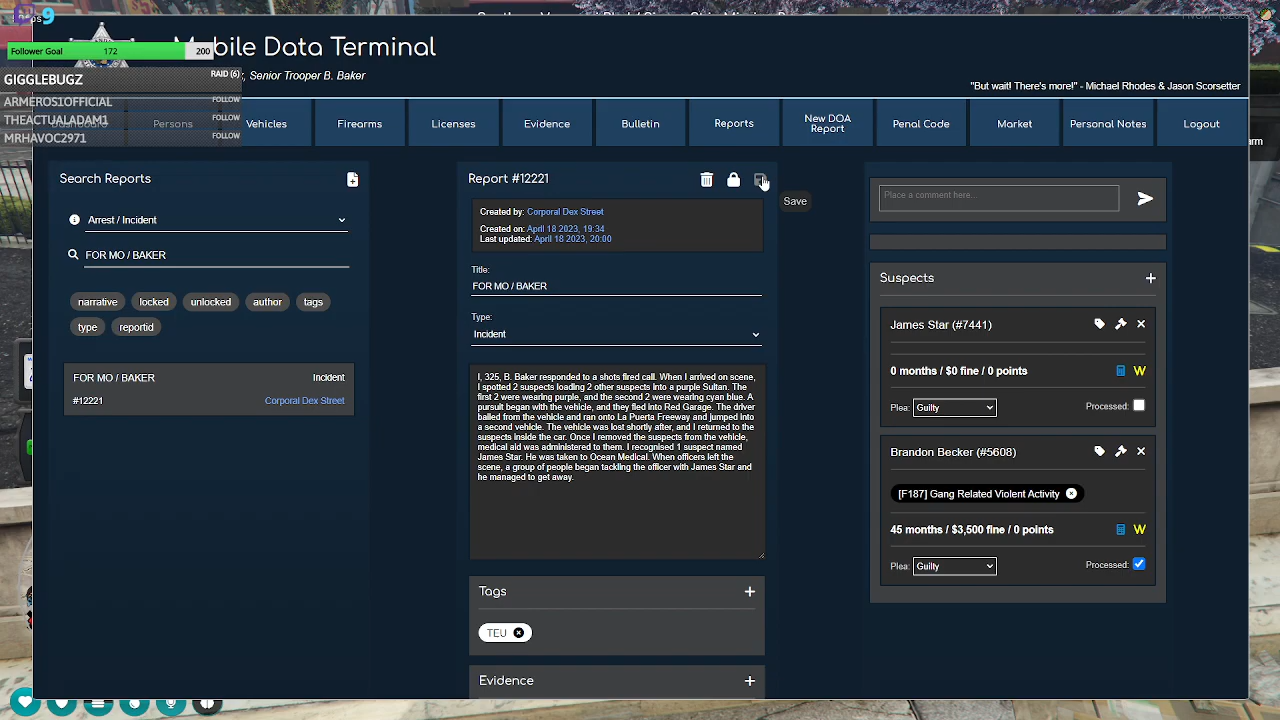 Mobile Data Terminal
Follower Goal
172
200
GIGGLEBUGZ
RAID (6)
Senior Trooper B. Baker
"But wait! There's more!" - Michael Rhodes & Jason Scorsetter
ARMEROS1OFFICIAL
FOLLOW
THEACTUALADAM1
FOLLOW
MRHAVOC2971
FOLLOW
Dashboard
Persons
Vehicles
Firearms
Licenses
Evidence
Bulletin
Reports
New DOA
Report
Penal Code
Market
Personal Notes
Logout
Search Reports
Arrest / Incident
FOR MO / BAKER
narrative
locked
unlocked
author
tags
type
reportid
FOR MO / BAKER
Incident
#12221
Corporal Dex Street
Report #12221
Save
Created by: Corporal Dex Street
Created on: April 18 2023, 19:34
Last updated: April 18 2023, 20:00
Title:
FOR MO / BAKER
Type:
Incident
I, 325, B. Baker responded to a shots fired call. When I arrived on scene,
I spotted 2 suspects loading 2 other suspects into a purple Sultan. The
first 2 were wearing purple, and the second 2 were wearing cyan blue. A
pursuit began with the vehicle, and they fled into Red Garage. The driver
bailed from the vehicle and ran onto La Puerta Freeway and jumped into
a second vehicle. The vehicle was lost shortly after, and I returned to the
suspects inside the car. Once I removed the suspects from the vehicle,
medical aid was administered to them. I recognised 1 suspect named
James Star. He was taken to Ocean Medical. When officers left the
scene, a group of people began tackling the officer with James Star and
he managed to get away.
Tags
TEU
Evidence
Place a comment here...
Suspects
James Star (#7441)
0 months / $0 fine / 0 points
W
Plea:
Guilty
Processed:
Brandon Becker (#5608)
[F187] Gang Related Violent Activity
45 months / $3,500 fine / 0 points
W
Plea:
Guilty
Processed: